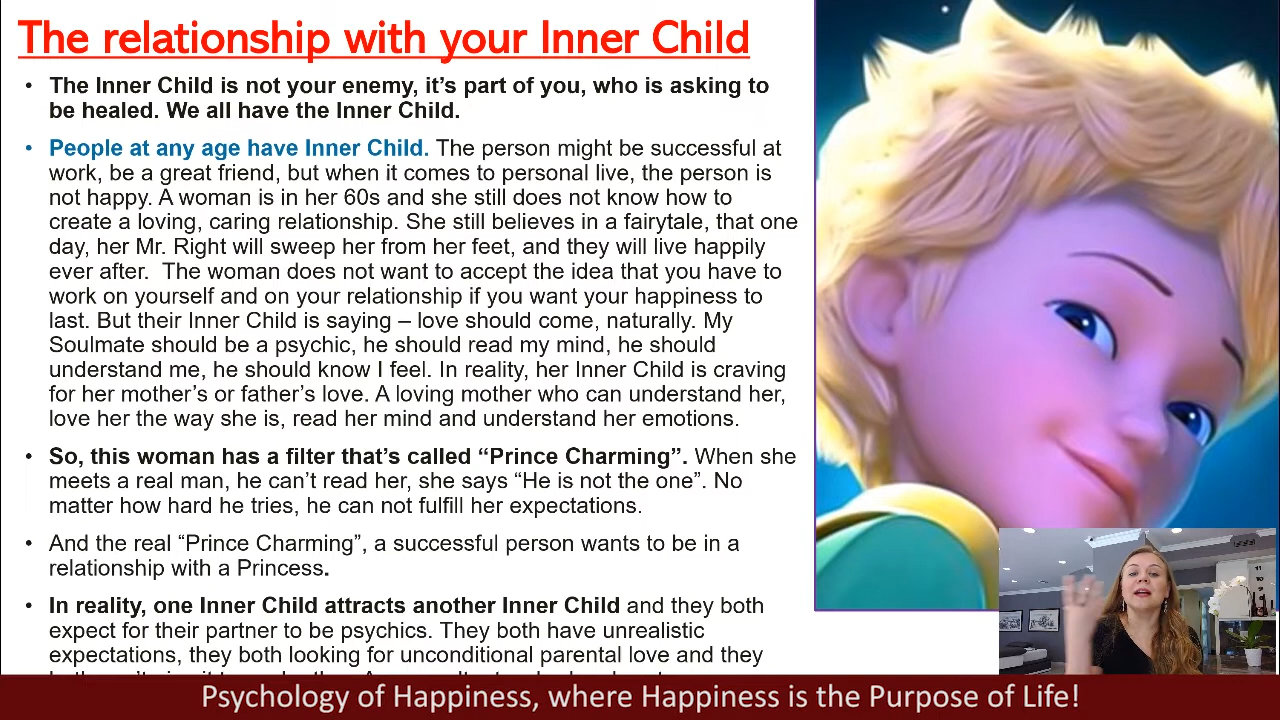 The relationship with your Inner Child
• The Inner Child is not your enemy, it's part of you, who is asking to
be healed. We all have the Inner Child.
• People at any age have Inner Child. The person might be successful at
work, be a great friend, but when it comes to personal live, the person is
not happy. A woman is in her 60s and she still does not know how to
create a loving, caring relationship. She still believes in a fairytale, that one
day, her Mr. Right will sweep her from her feet, and they will live happily
ever after. The woman does not want to accept the idea that you have to
work on yourself and on your relationship if you want your happiness to
last. But their Inner Child is saying – love should come, naturally. My
Soulmate should be a psychic, he should read my mind, he should
understand me, he should know I feel. In reality, her Inner Child is craving
for her mother's or father's love. A loving mother who can understand her,
love her the way she is, read her mind and understand her emotions.
• So, this woman has a filter that's called “Prince Charming”. When she
meets a real man, he can't read her, she says “He is not the one”. No
matter how hard he tries, he can not fulfill her expectations.
• And the real “Prince Charming”, a successful person wants to be in a
relationship with a Princess.
• In reality, one Inner Child attracts another Inner Child and they both
expect for their partner to be psychics. They both have unrealistic
expectations, they both looking for unconditional parental love and they
Psychology of Happiness, where Happiness is the Purpose of Life!